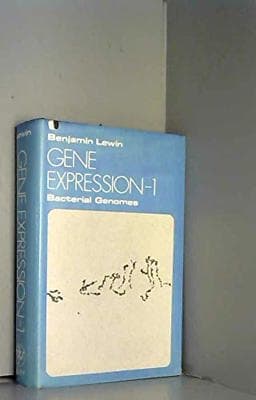 Benjamin Lewin
GENE
EXPRESSION-1
Bacterial Genomes
Lewin
GENE EXPRESSION-1